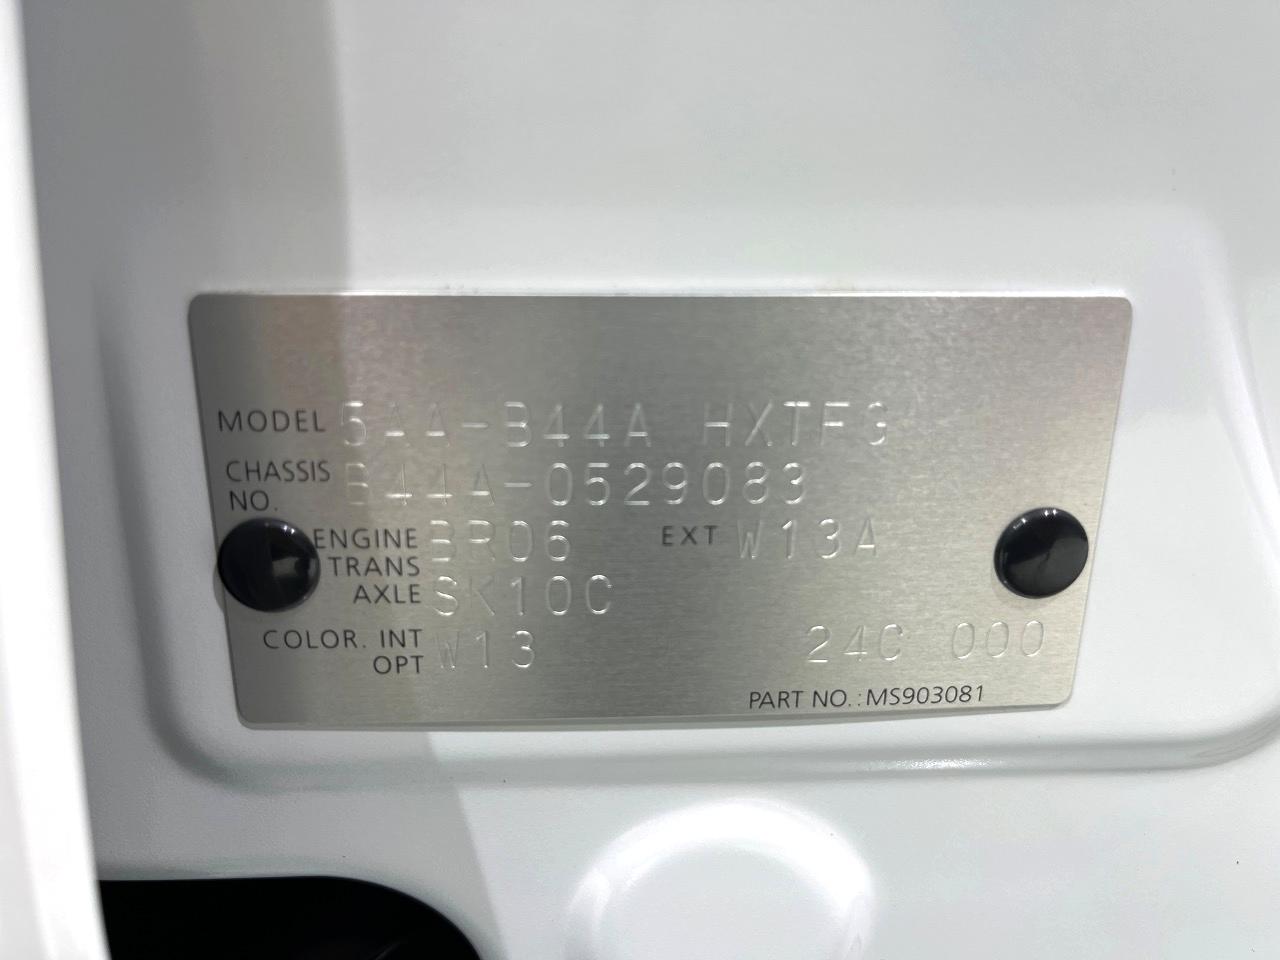 MODEL 5AA-B44A HXTFG
CHASSIS NO. B44A-0529083
ENGINE BR06 EXT W13A
TRANS AXLE SK10C
COLOR. INT OPT W13 24C 000
PART NO.:MS903081